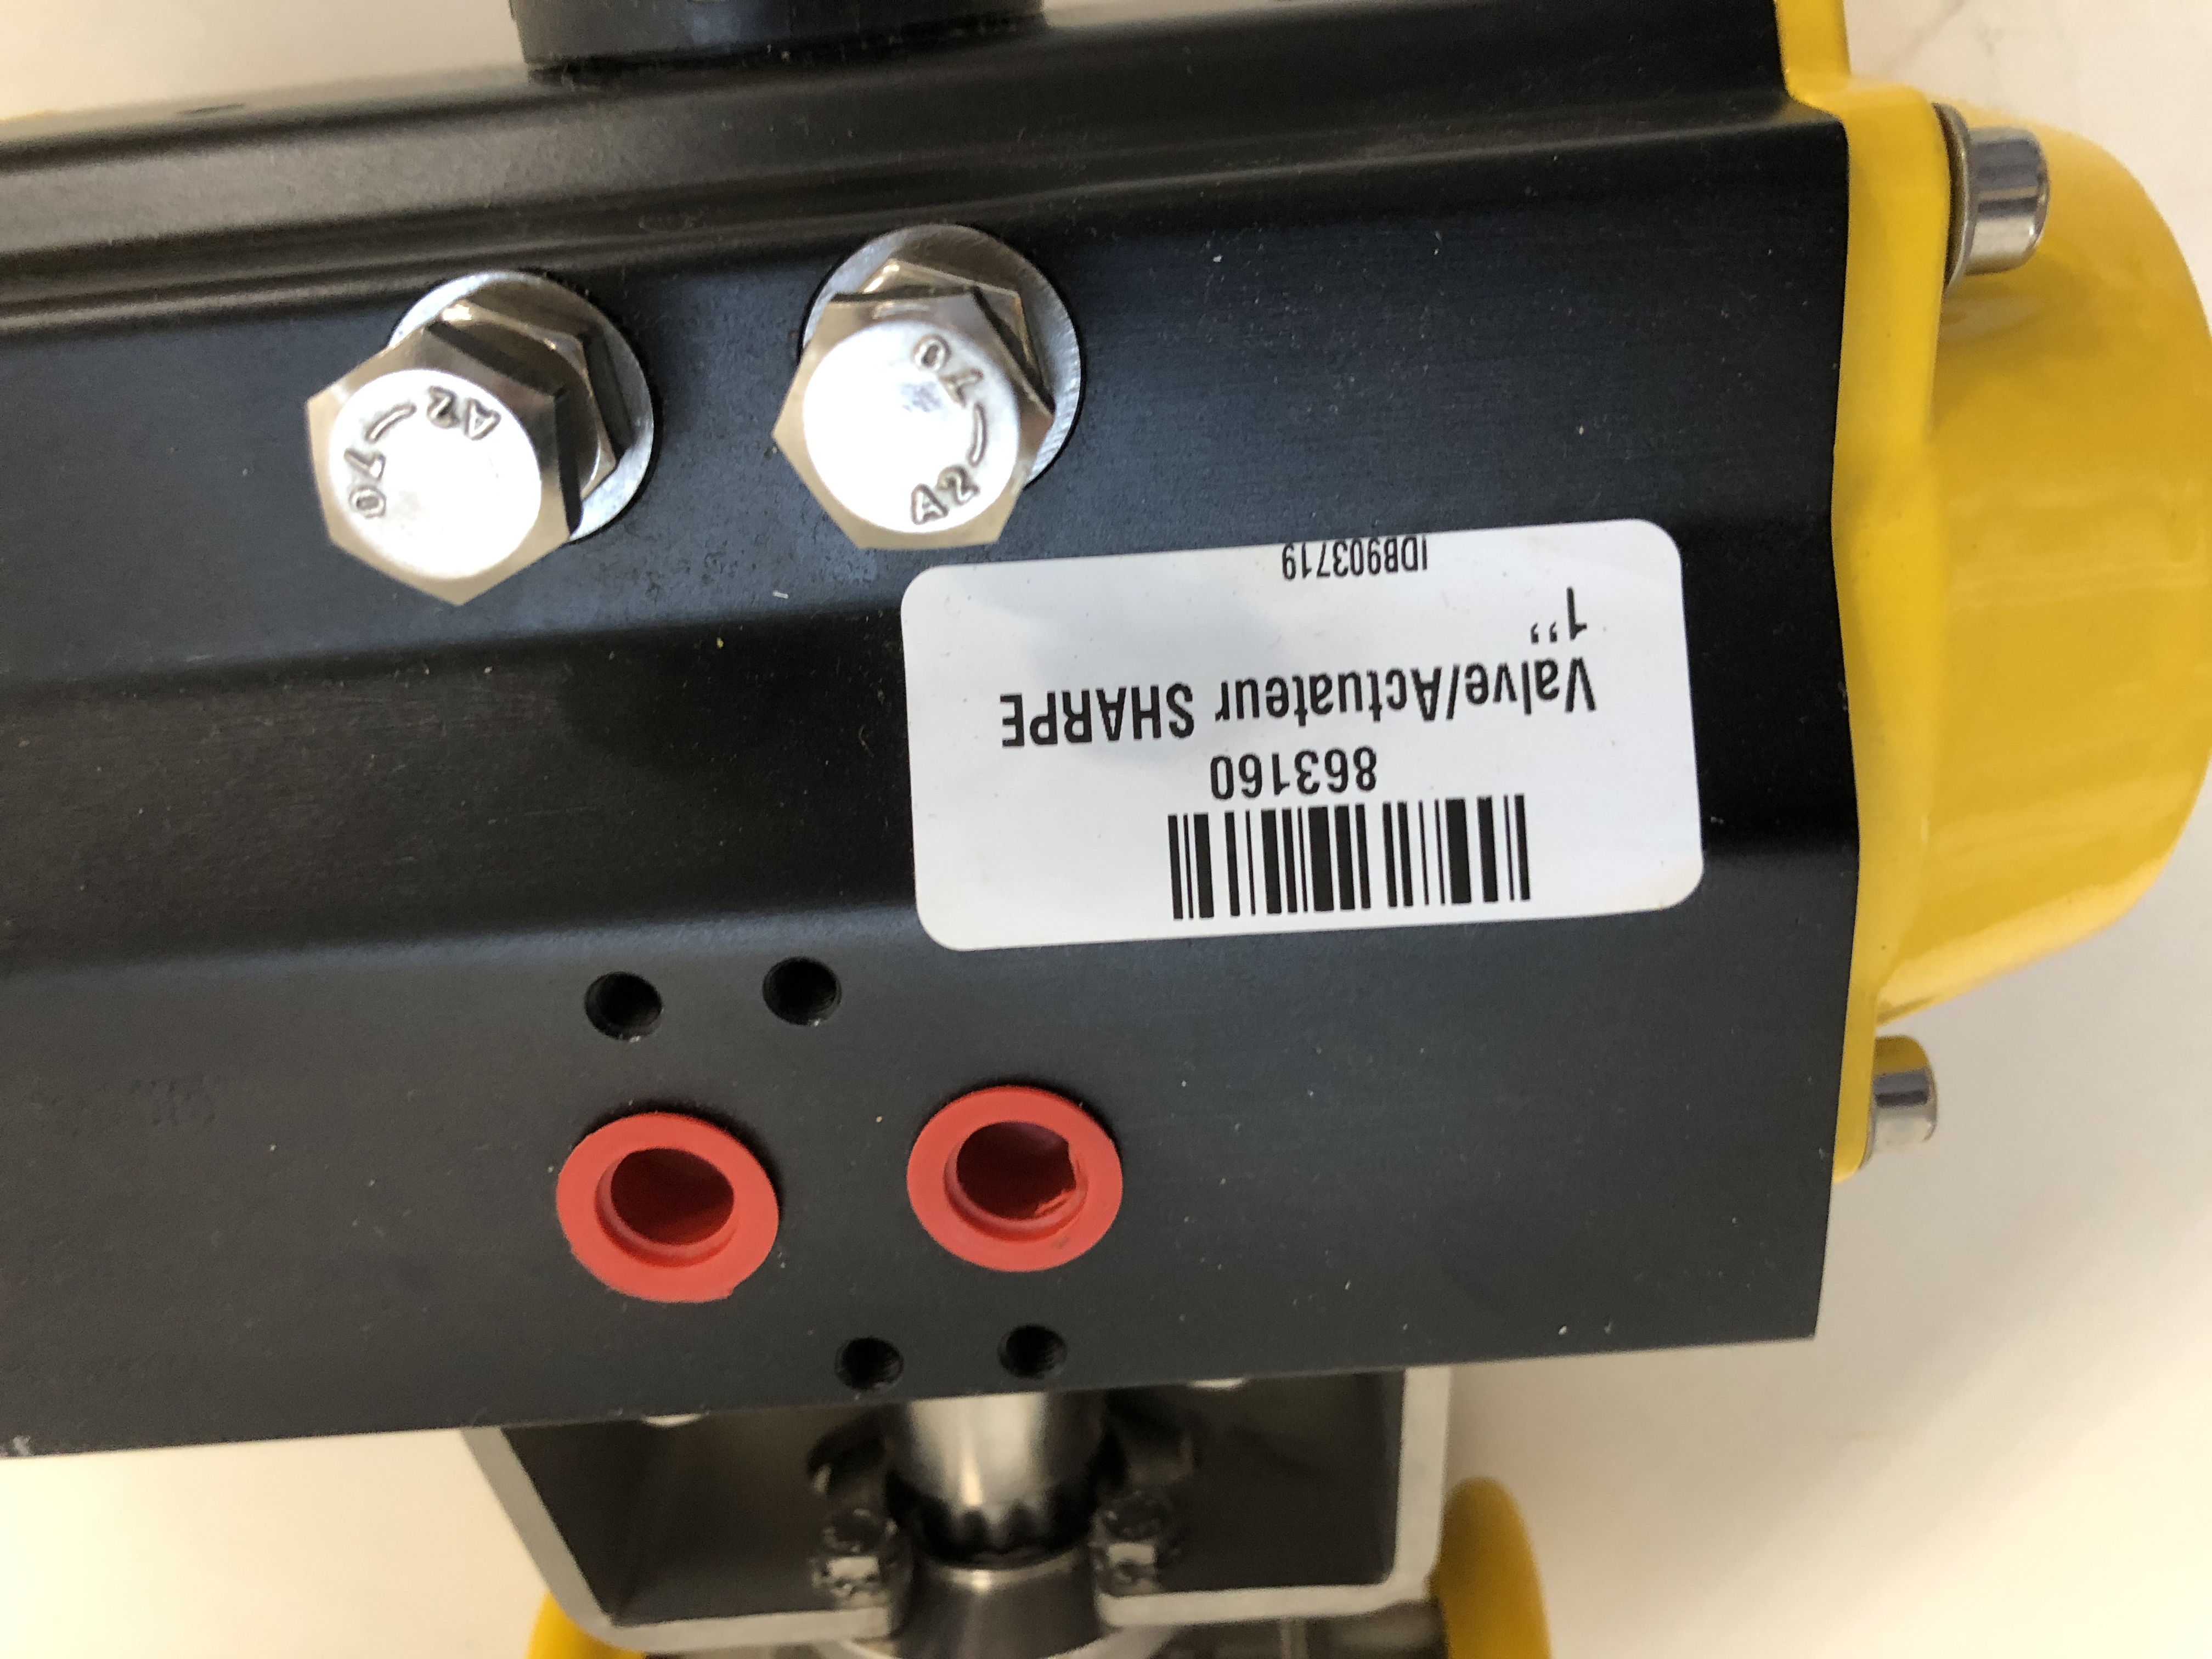 A2-70
A2-70
863160
Valve/Actuateur SHARPE
1"
IDB903719